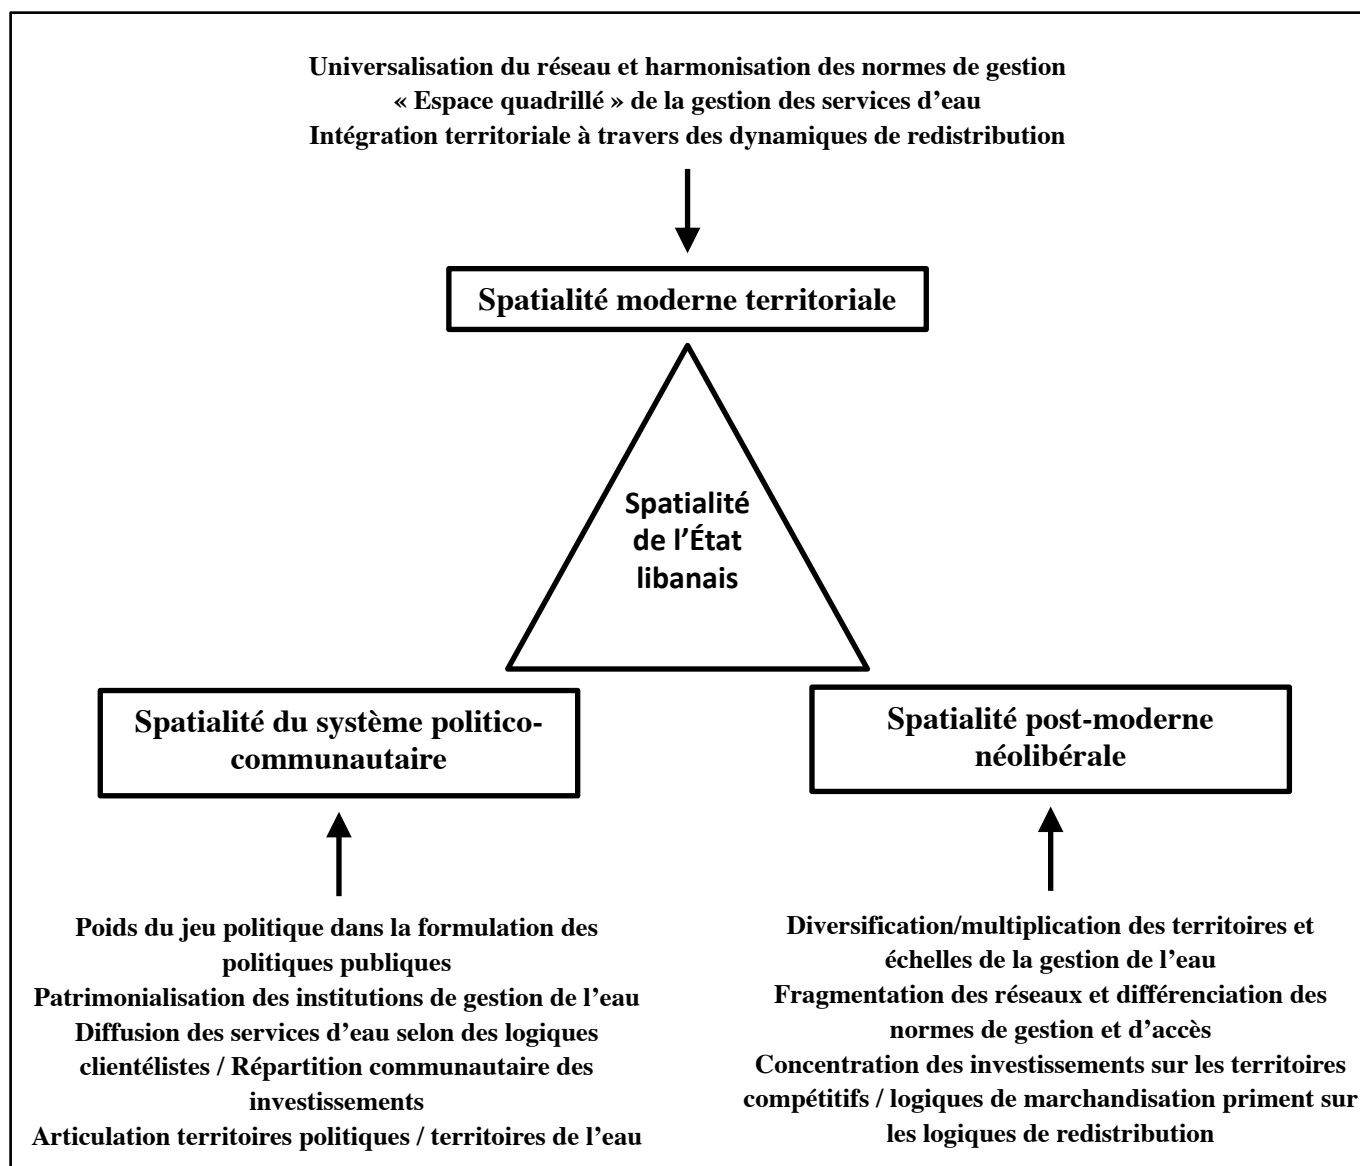 Universalisation du réseau et harmonisation des normes de gestion
« Espace quadrillé » de la gestion des services d’eau
Intégration territoriale à travers des dynamiques de redistribution
Spatialité moderne territoriale
Spatialité
de l’État
libanais
Spatialité du système politico-
communautaire
Spatialité post-moderne
néolibérale
Poids du jeu politique dans la formulation des
politiques publiques
Patrimonialisation des institutions de gestion de l’eau
Diffusion des services d’eau selon des logiques
clientélistes / Répartition communautaire des
investissements
Articulation territoires politiques / territoires de l’eau
Diversification/multiplication des territoires et
échelles de la gestion de l’eau
Fragmentation des réseaux et différenciation des
normes de gestion et d’accès
Concentration des investissements sur les territoires
compétitifs / logiques de marchandisation priment sur
les logiques de redistribution